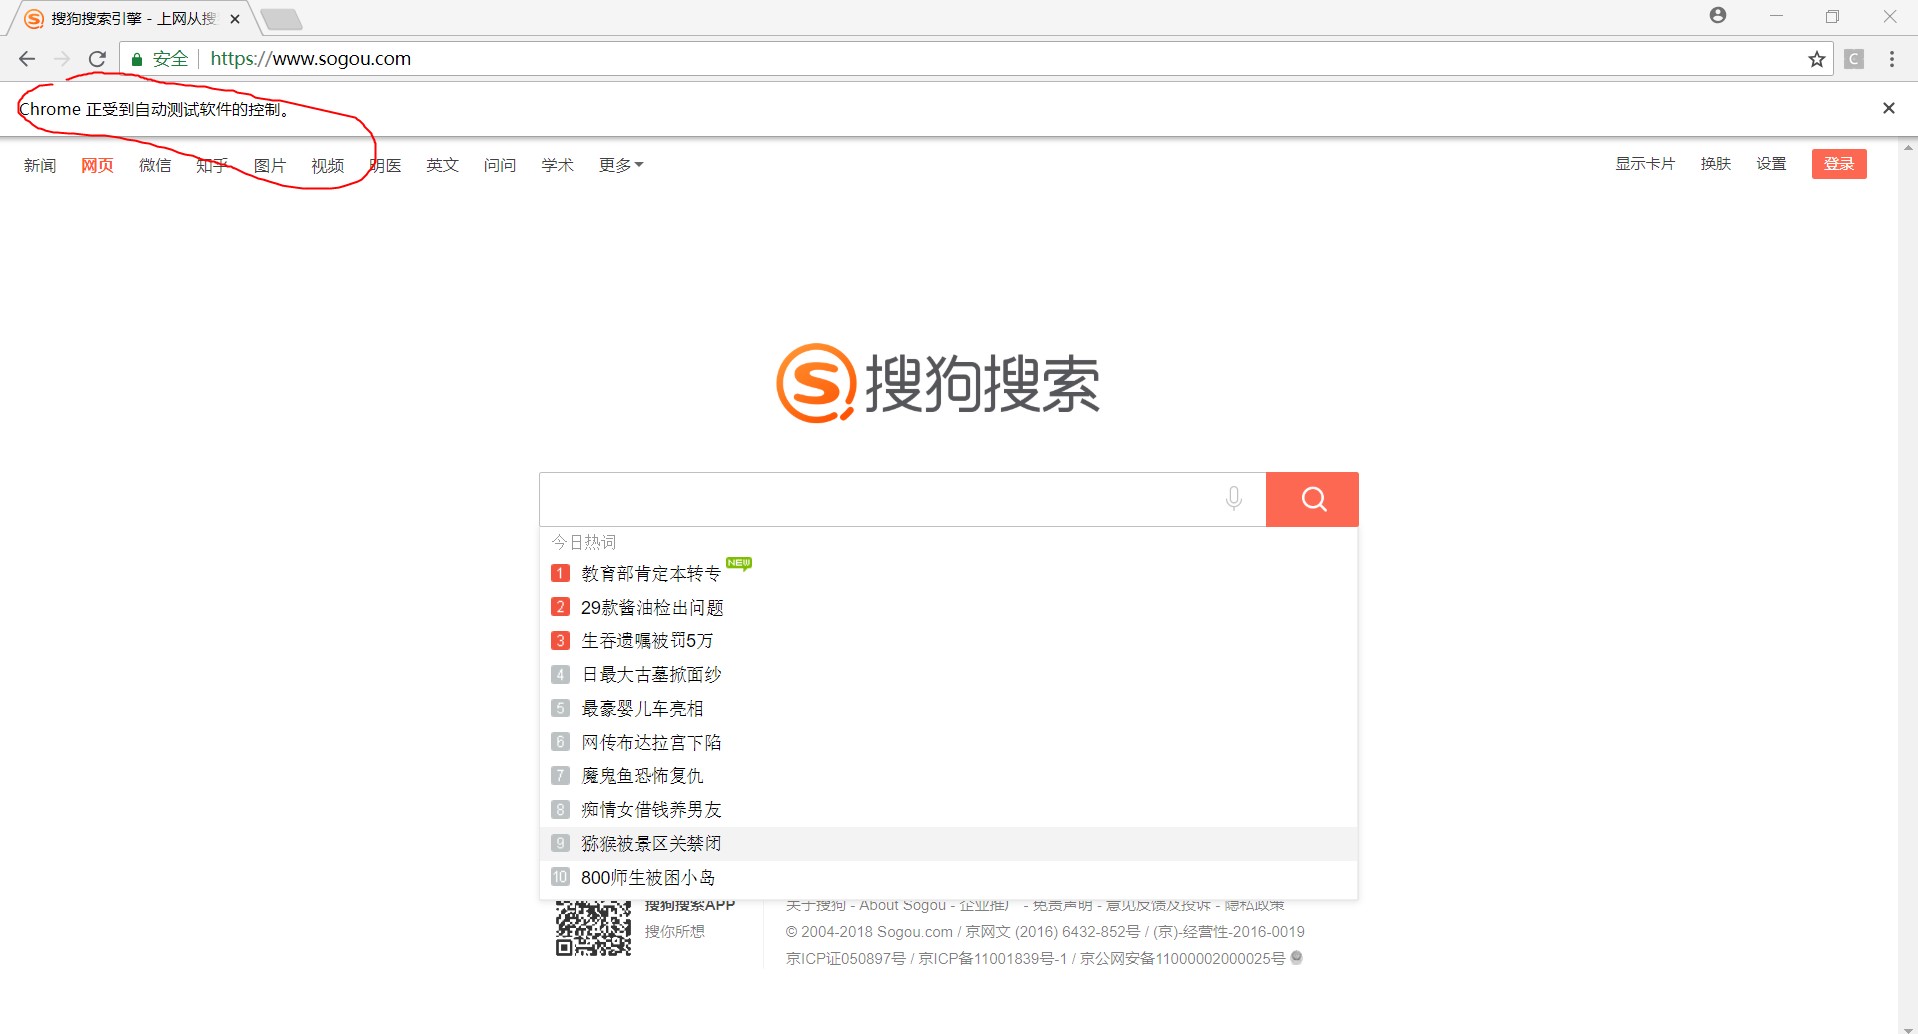 搜狗搜索引擎 - 上网从搜
安全 https://www.sogou.com
C
Chrome 正受到自动测试软件的控制。
新闻 网页 微信 知乎 图片 视频 明医 英文 问问 学术 更多 显示卡片 换肤 设置 登录
搜狗搜索
今日热词
1 教育部肯定本转专 NEW
2 29款酱油检出问题
3 生吞遗嘱被罚5万
4 日最大古墓掀面纱
5 最豪婴儿车亮相
6 网传布达拉宫下陷
7 魔鬼鱼恐怖复仇
8 痴情女借钱养男友
9 猕猴被景区关禁闭
10 800师生被困小岛
搜狗搜索APP
搜你所想
关于搜狗 - About Sogou - 企业推广 - 免责声明 - 意见反馈及投诉 - 隐私政策
© 2004-2018 Sogou.com / 京网文 (2016) 6432-852号 / (京)-经营性-2016-0019
京ICP证050897号 / 京ICP备11001839号-1 / 京公网安备11000002000025号